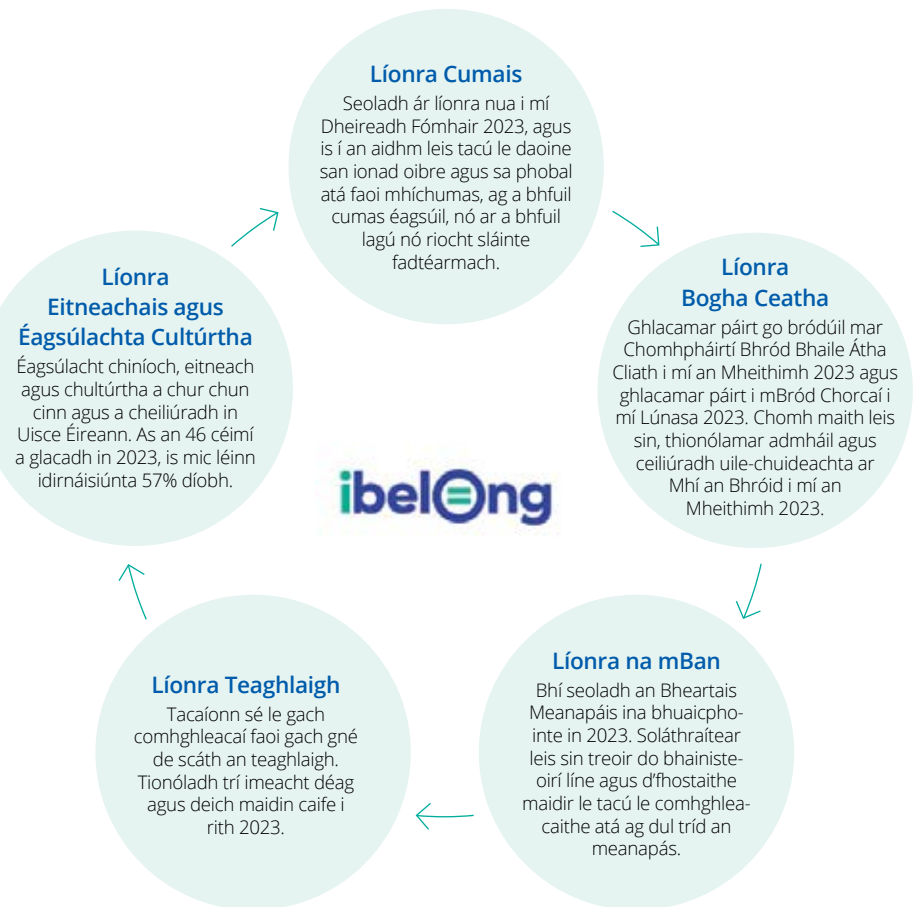 Líonra Cumais
Seoladh ár líonra nua i mí
Dheireadh Fómhair 2023, agus
is í an aidhm leis tacú le daoine
san ionad oibre agus sa phobal
atá faoi mhíchumas, ag a bhfuil
cumas éagsúil, nó ar a bhfuil
lagú nó riocht sláinte
fadtéarmach.
Líonra
Bogha Ceatha
Ghlacamar páirt go bródúil mar
Chomhpháirtí Bhród Bhaile Átha
Cliath i mí an Mheithimh 2023 agus
ghlacamar páirt i mBród Chorcaí i
mí Lúnasa 2023. Chomh maith leis
sin, thionólamar admháil agus
ceiliúradh uile-chuideachta ar
Mhí an Bhróid i mí an
Mheithimh 2023.
Líonra na mBan
Bhí seoladh an Bheartais
Meanapáis ina bhuaicpho-
inte in 2023. Soláthraítear
leis sin treoir do bhainiste-
oirí líne agus d'fhostaithe
maidir le tacú le comhghlea-
caithe atá ag dul tríd an
meanapás.
Líonra Teaghlaigh
Tacaíonn sé le gach
comhghleacaí faoi gach gné
de scáth an teaghlaigh.
Tionóladh trí imeacht déag
agus deich maidin caife i
rith 2023.
Líonra
Eitneachais agus
Éagsúlachta Cultúrtha
Éagsúlacht chiníoch, eitneach
agus chultúrtha a chur chun
cinn agus a cheiliúradh in
Uisce Éireann. As an 46 céimí
a glacadh in 2023, is mic léinn
idirnáisiúnta 57% díobh.
ibelong